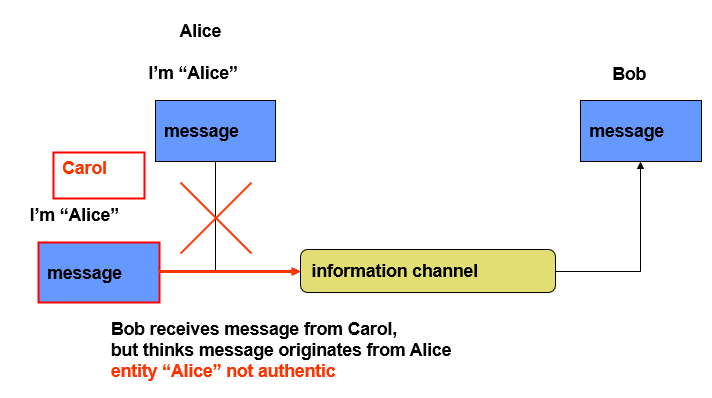 Alice
I'm “Alice”
Bob
message
message
Carol
I'm “Alice”
message
information channel
Bob receives message from Carol,
but thinks message originates from Alice
entity “Alice” not authentic